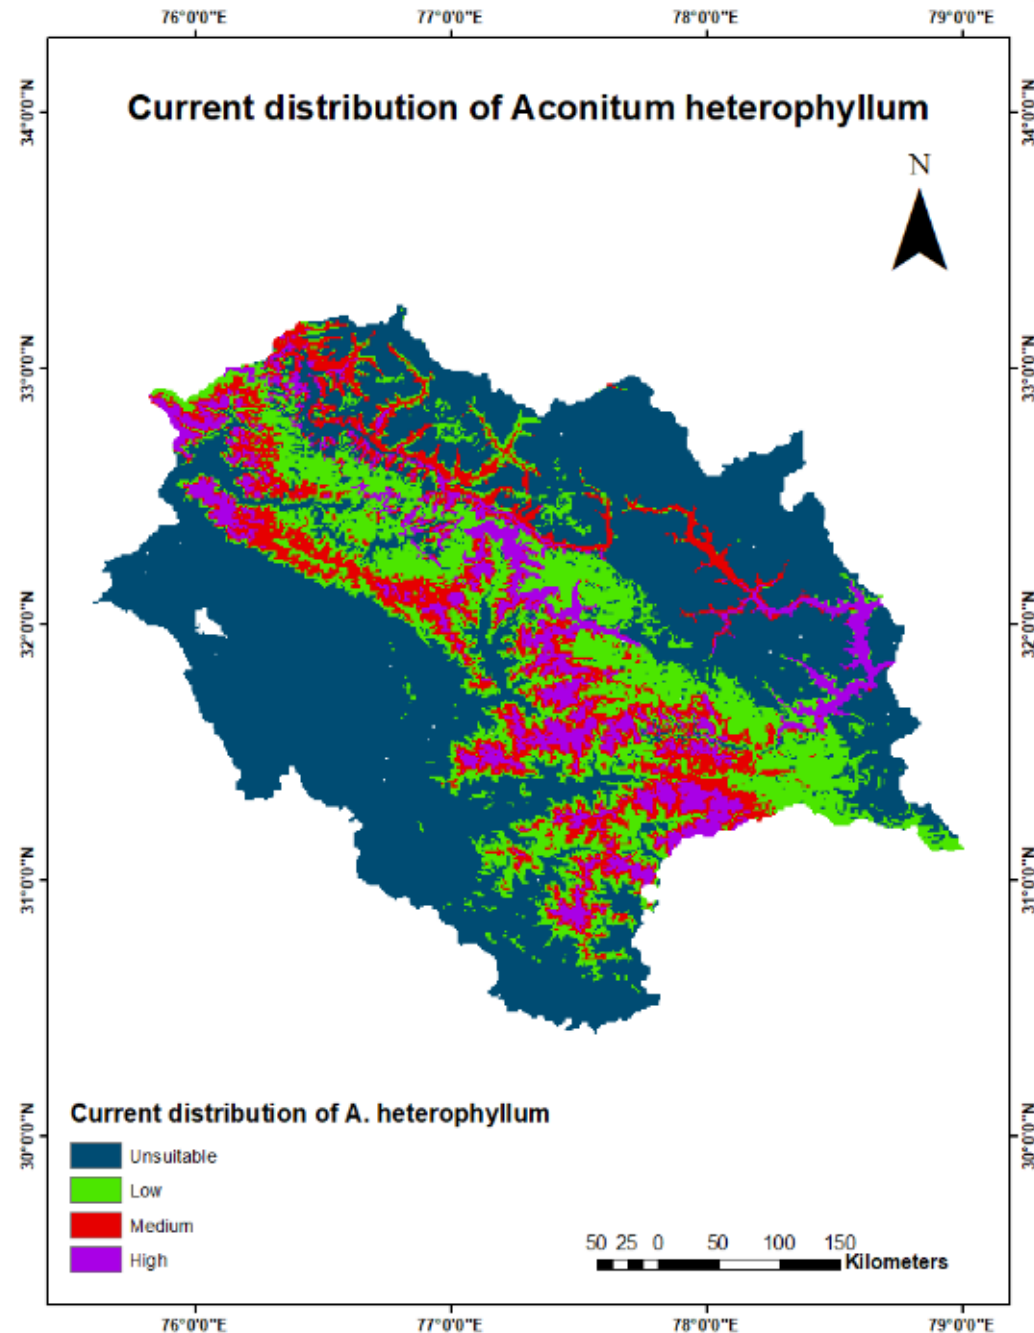 76°0'0"E 77°0'0"E 78°0'0"E 79°0'0"E
34°0'0"N 34°0'0"N
Current distribution of Aconitum heterophyllum
N
33°0'0"N 33°0'0"N
32°0'0"N 32°0'0"N
31°0'0"N 31°0'0"N
30°0'0"N 30°0'0"N
Current distribution of A. heterophyllum
Unsuitable
Low
Medium
High
50 25 0 50 100 150
Kilometers
76°0'0"E 77°0'0"E 78°0'0"E 79°0'0"E